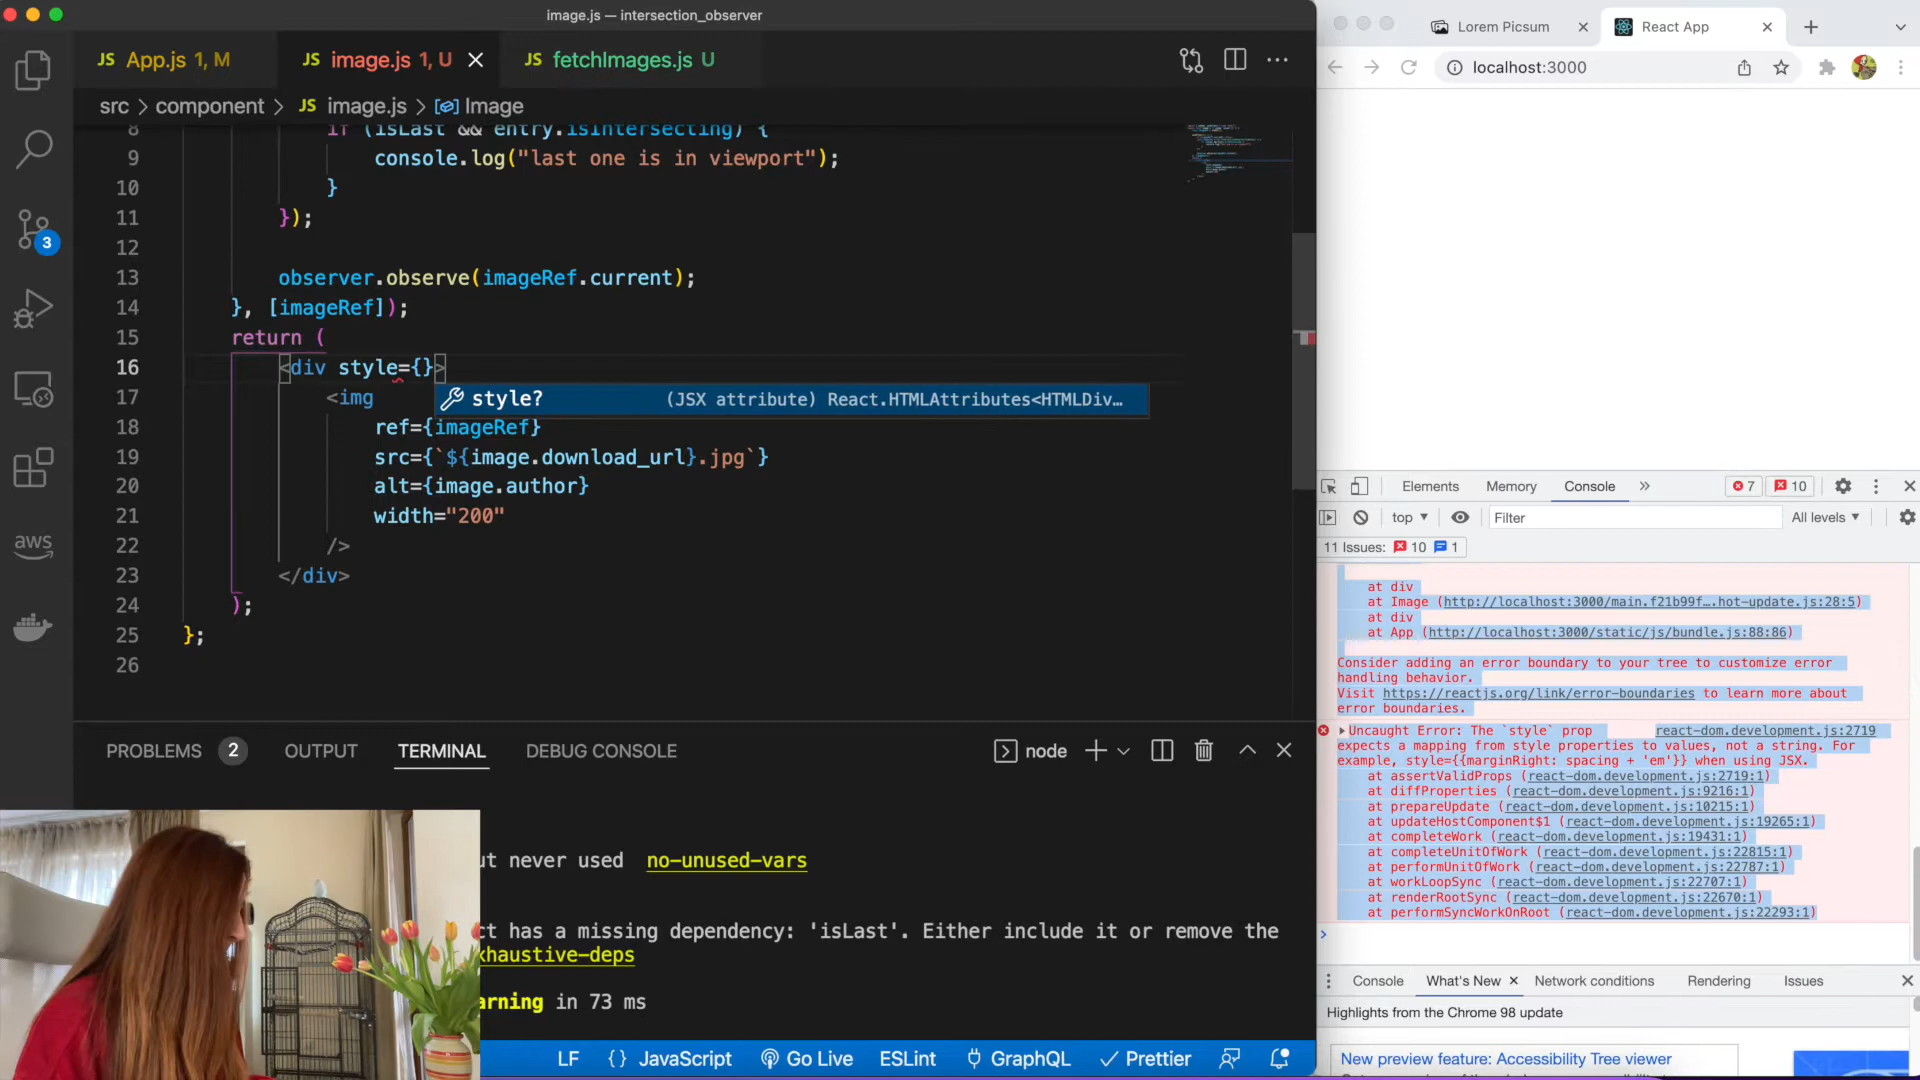 image.js — intersection_observer
JS App.js 1, M
JS image.js 1, U
JS fetchImages.js U
src > component > JS image.js > Image
8 if (isLast && entry.isIntersecting) {
9 console.log("last one is in viewport");
10 }
11 });
12
13 observer.observe(imageRef.current);
14 }, [imageRef]);
15 return (
16 <div style={}>
style? (JSX attribute) React.HTMLAttributes<HTMLDiv…
17 <img
18 ref={imageRef}
19 src={`${image.download_url}.jpg`}
20 alt={image.author}
21 width="200"
22 />
23 </div>
24 );
25 };
26
3
aws
PROBLEMS 2 OUTPUT TERMINAL DEBUG CONSOLE
node
ut never used no-unused-vars
ct has a missing dependency: 'isLast'. Either include it or remove the
xhaustive-deps
arning in 73 ms
LF {} JavaScript Go Live ESLint GraphQL Prettier
Lorem Picsum
React App
localhost:3000
Elements Memory Console 7 10
top Filter All levels
11 Issues: 10 1
at div
at Image (http://localhost:3000/main.f21b99f….hot-update.js:28:5)
at div
at App (http://localhost:3000/static/js/bundle.js:88:86)
Consider adding an error boundary to your tree to customize error
handling behavior.
Visit https://reactjs.org/link/error-boundaries to learn more about
error boundaries.
Uncaught Error: The `style` prop react-dom.development.js:2719
expects a mapping from style properties to values, not a string. For
example, style={{marginRight: spacing + 'em'}} when using JSX.
at assertValidProps (react-dom.development.js:2719:1)
at diffProperties (react-dom.development.js:9216:1)
at prepareUpdate (react-dom.development.js:10215:1)
at updateHostComponent$1 (react-dom.development.js:19265:1)
at completeWork (react-dom.development.js:19431:1)
at completeUnitOfWork (react-dom.development.js:22815:1)
at performUnitOfWork (react-dom.development.js:22787:1)
at workLoopSync (react-dom.development.js:22707:1)
at renderRootSync (react-dom.development.js:22670:1)
at performSyncWorkOnRoot (react-dom.development.js:22293:1)
Console What's New Network conditions Rendering Issues
Highlights from the Chrome 98 update
New preview feature: Accessibility Tree viewer